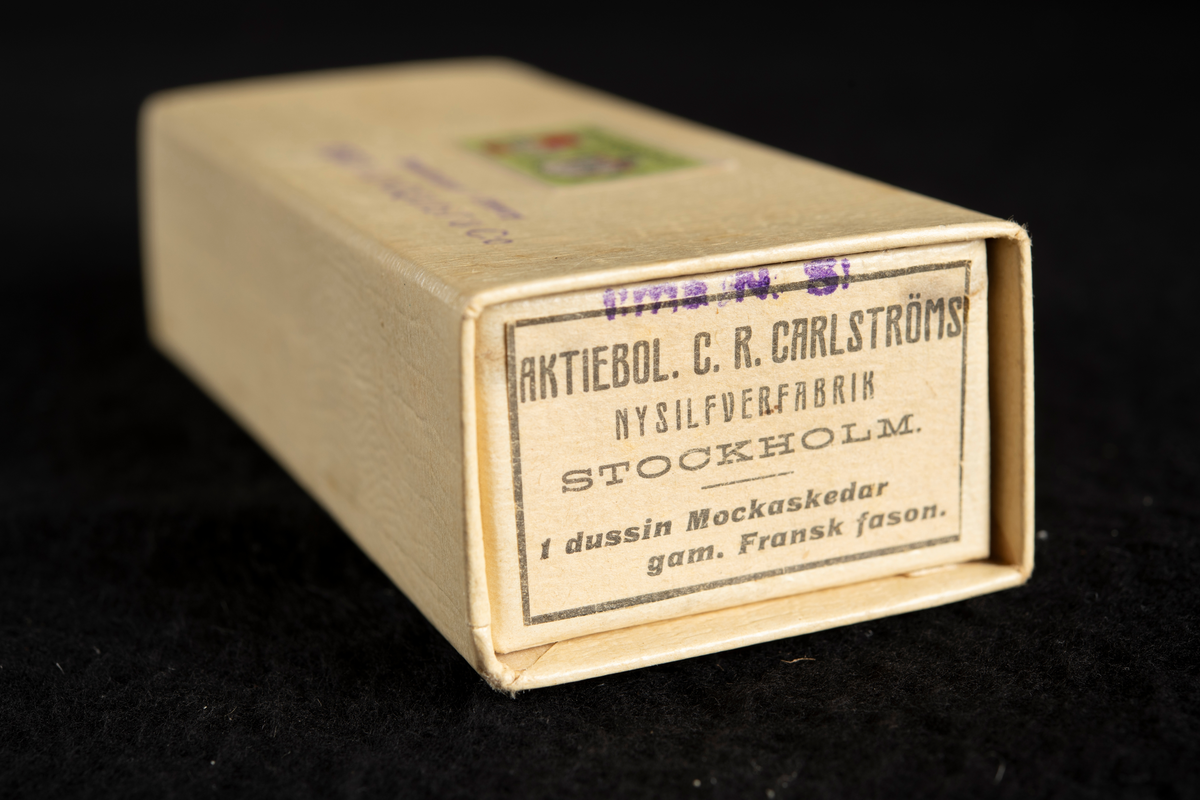 N. S.
AKTIEBOL. C. R. CARLSTRÖMS
NYSILFVERFABRIK
STOCKHOLM.
1 dussin Mockaskedar
gam. Fransk fason.